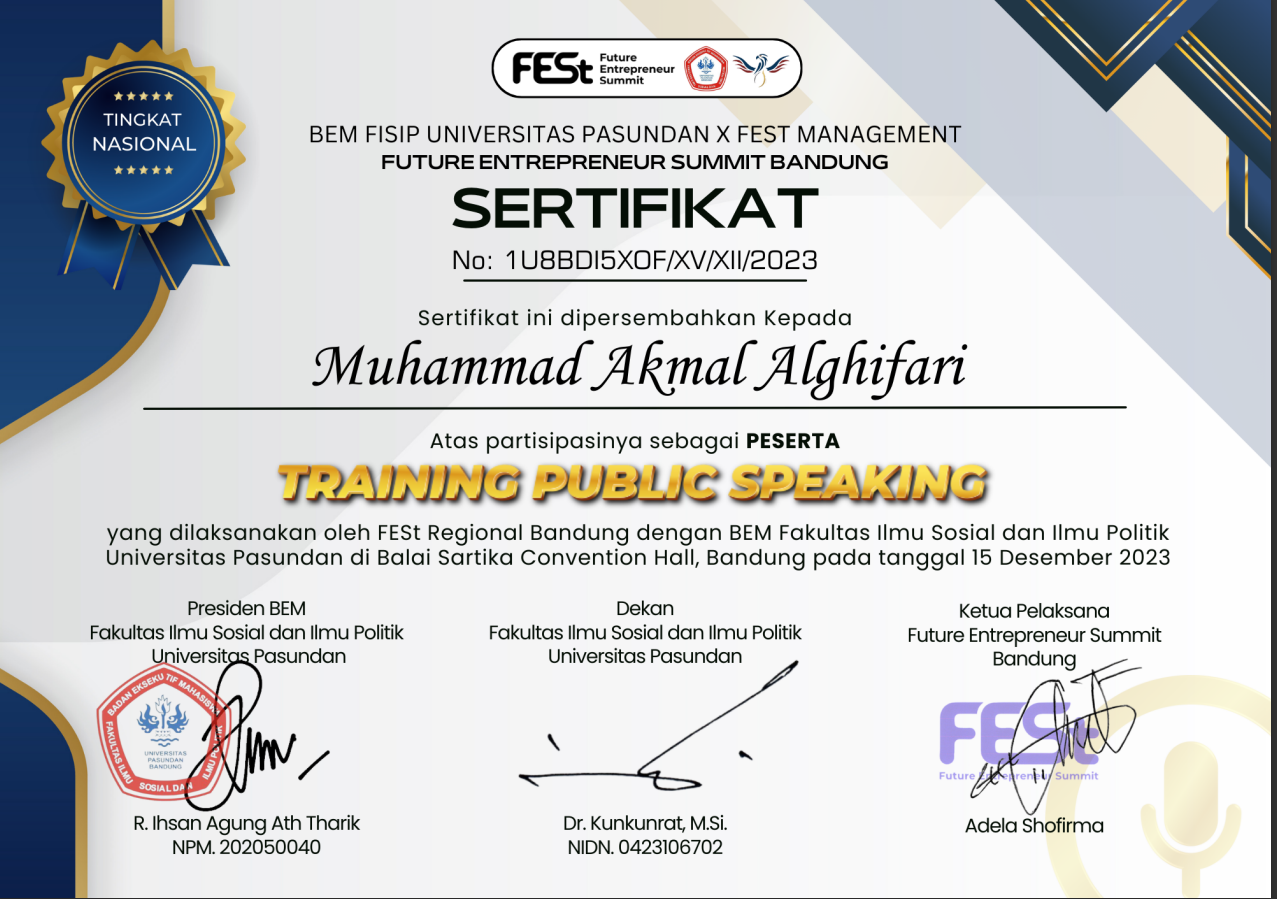 FESt Future
Entrepreneur
Summit
TINGKAT
NASIONAL
BEM FISIP UNIVERSITAS PASUNDAN X FEST MANAGEMENT
FUTURE ENTREPRENEUR SUMMIT BANDUNG
SERTIFIKAT
No: 1U8BDI5XOF/XV/XII/2023
Sertifikat ini dipersembahkan Kepada
Muhammad Akmal Alghifari
Atas partisipasinya sebagai PESERTA
TRAINING PUBLIC SPEAKING
yang dilaksanakan oleh FESt Regional Bandung dengan BEM Fakultas Ilmu Sosial dan Ilmu Politik
Universitas Pasundan di Balai Sartika Convention Hall, Bandung pada tanggal 15 Desember 2023
Presiden BEM
Fakultas Ilmu Sosial dan Ilmu Politik
Universitas Pasundan
BADAN EKSEKUTIF
FAKULTAS ILMU
SOSIAL DAN
UNIVERSITAS
PASUNDAN
BANDUNG
R. Ihsan Agung Ath Tharik
NPM. 202050040
Dekan
Fakultas Ilmu Sosial dan Ilmu Politik
Universitas Pasundan
Dr. Kunkunrat, M.Si.
NIDN. 0423106702
Ketua Pelaksana
Future Entrepreneur Summit
Bandung
FESt
Future Entrepreneur Summit
Adela Shofirma